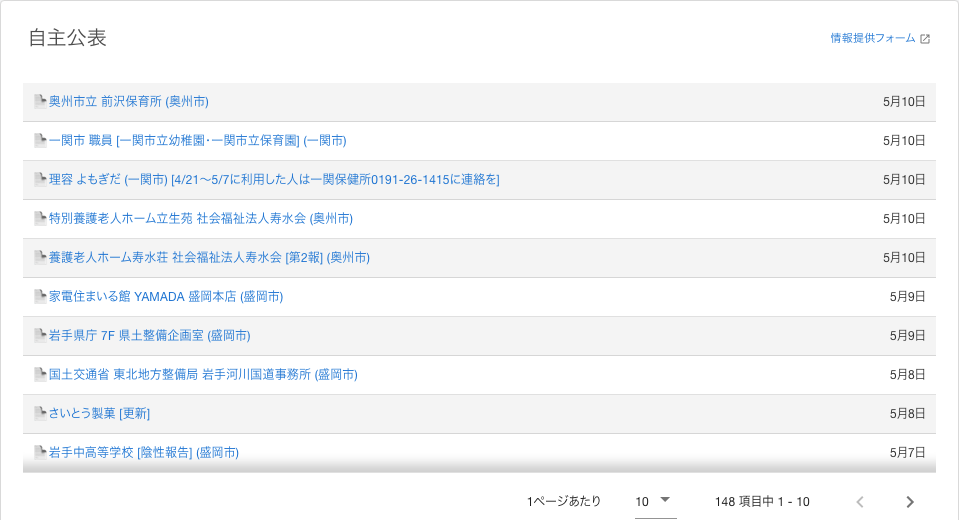 自主公表
情報提供フォーム
奥州市立 前沢保育所 (奥州市) 5月10日
一関市 職員 [一関市立幼稚園･一関市立保育園] (一関市) 5月10日
理容 よもぎだ (一関市) [4/21〜5/7に利用した人は一関保健所0191-26-1415に連絡を] 5月10日
特別養護老人ホーム立生苑 社会福祉法人寿水会 (奥州市) 5月10日
養護老人ホーム寿水荘 社会福祉法人寿水会 [第2報] (奥州市) 5月10日
家電住まいる館 YAMADA 盛岡本店 (盛岡市) 5月9日
岩手県庁 7F 県土整備企画室 (盛岡市) 5月9日
国土交通省 東北地方整備局 岩手河川国道事務所 (盛岡市) 5月8日
さいとう製菓 [更新] 5月8日
岩手中高等学校 [陰性報告] (盛岡市) 5月7日
1ページあたり 10 148 項目中 1 - 10